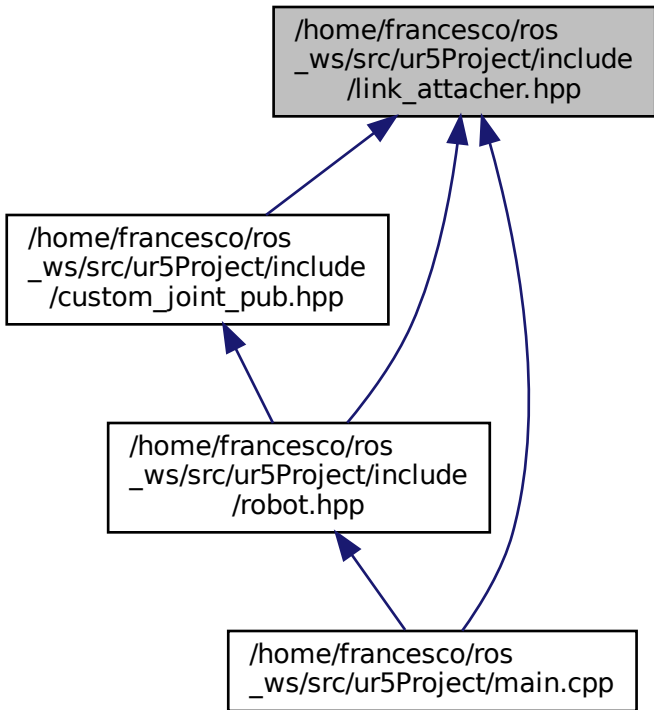 /home/francesco/ros
_ws/src/ur5Project/include
/link_attacher.hpp
/home/francesco/ros
_ws/src/ur5Project/include
/custom_joint_pub.hpp
/home/francesco/ros
_ws/src/ur5Project/include
/robot.hpp
/home/francesco/ros
_ws/src/ur5Project/main.cpp